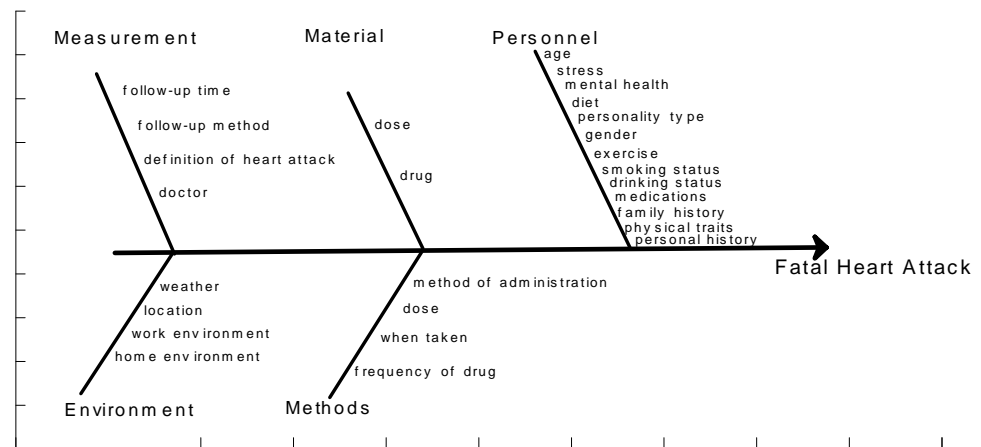 Measurement
follow-up time
follow-up method
definition of heart attack
doctor
Material
dose
drug
Personnel
age
stress
mental health
diet
personality type
gender
exercise
smoking status
drinking status
medications
family history
physical traits
personal history
Fatal Heart Attack
weather
location
work environment
home environment
Environment
method of administration
dose
when taken
frequency of drug
Methods